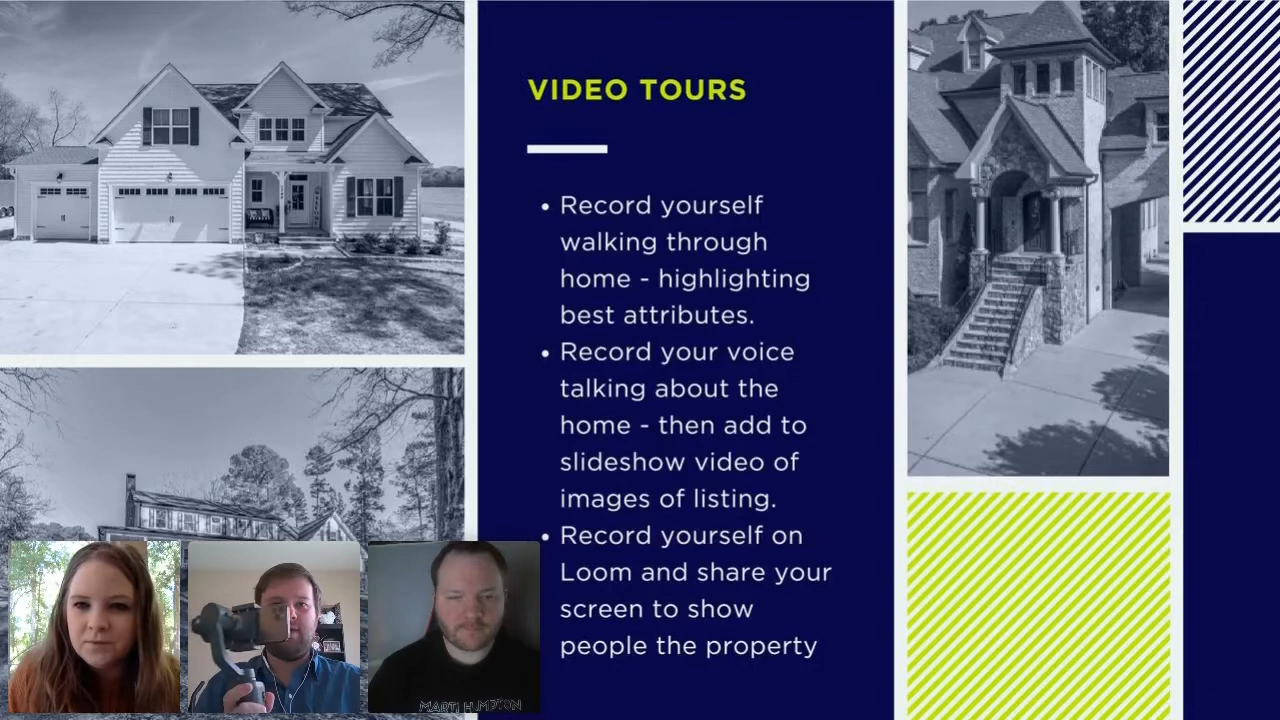 VIDEO TOURS
• Record yourself
walking through
home - highlighting
best attributes.
• Record your voice
talking about the
home - then add to
slideshow video of
images of listing.
• Record yourself on
Loom and share your
screen to show
people the property